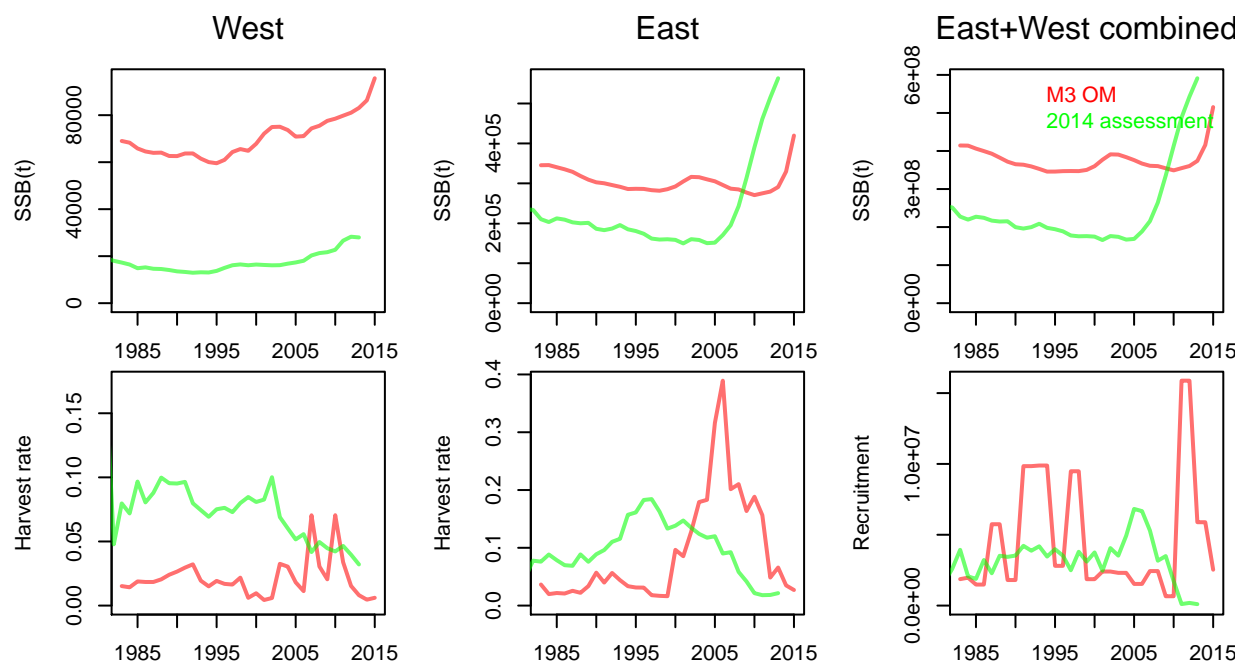 West
East
East+West combined
SSB(t)
0
40000
80000
1985
1995
2005
2015
SSB(t)
0e+00
2e+05
4e+05
1985
1995
2005
2015
SSB(t)
0e+00
3e+08
6e+08
M3 OM
2014 assessment
1985
1995
2005
2015
Harvest rate
0.00
0.05
0.10
0.15
1985
1995
2005
2015
Harvest rate
0.0
0.1
0.2
0.3
0.4
1985
1995
2005
2015
Recruitment
0.0e+00
1.0e+07
1985
1995
2005
2015